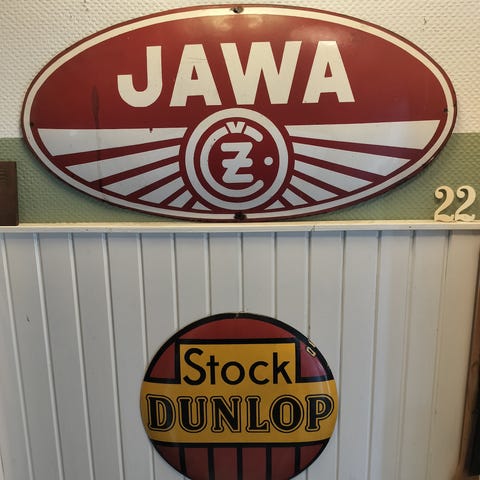 JAWA
ČZ
22
Stock
DUNLOP